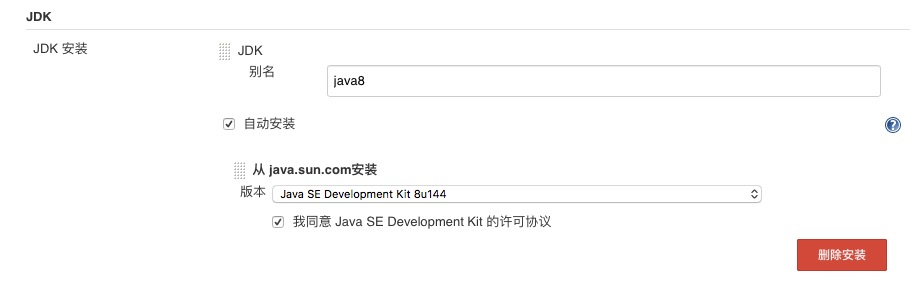 JDK
JDK 安装
JDK
别名
java8
自动安装
从 java.sun.com安装
版本
Java SE Development Kit 8u144
我同意 Java SE Development Kit 的许可协议
删除安装